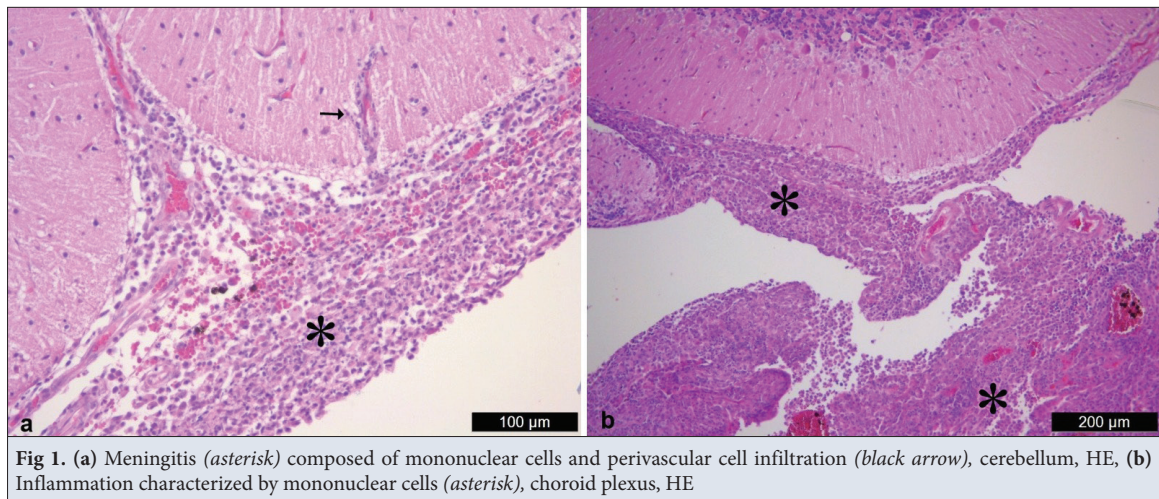 a
100 µm
b
200 µm
Fig 1. (a) Meningitis (asterisk) composed of mononuclear cells and perivascular cell infiltration (black arrow), cerebellum, HE, (b)
Inflammation characterized by mononuclear cells (asterisk), choroid plexus, HE